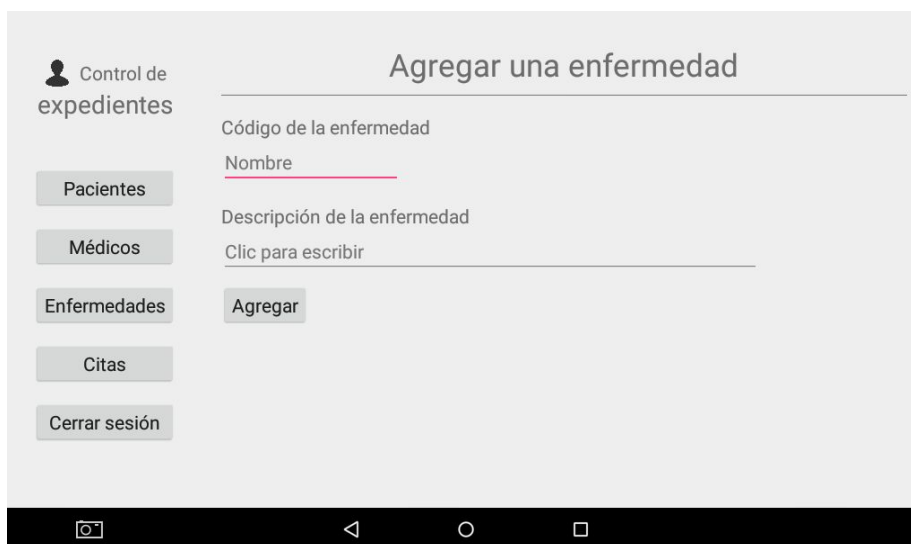 Control de
expedientes
Pacientes
Médicos
Enfermedades
Citas
Cerrar sesión
Agregar una enfermedad
Código de la enfermedad
Nombre
Descripción de la enfermedad
Clic para escribir
Agregar